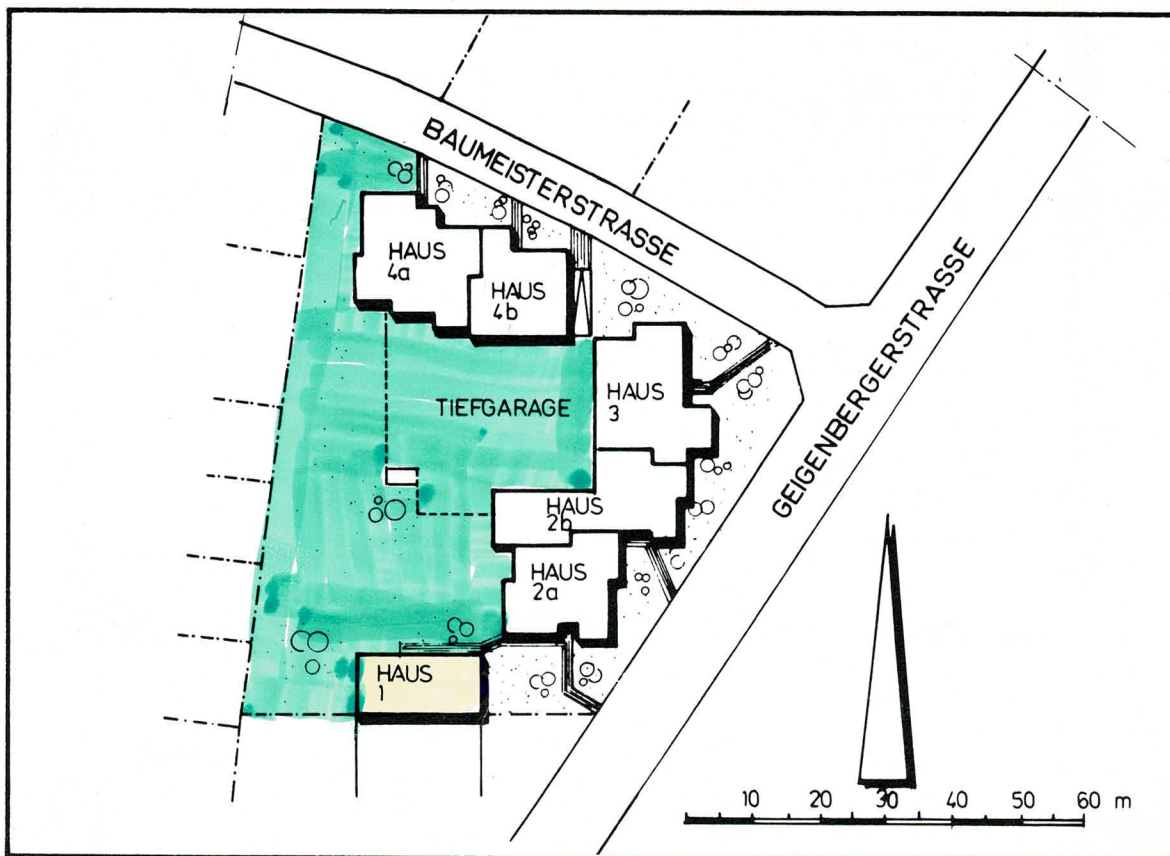 BAUMEISTERSTRASSE
GEIGENBERGERSTRASSE
HAUS
4a
HAUS
4b
HAUS
3
TIEFGARAGE
HAUS
2b
HAUS
2a
HAUS
1
10 20 30 40 50 60 m